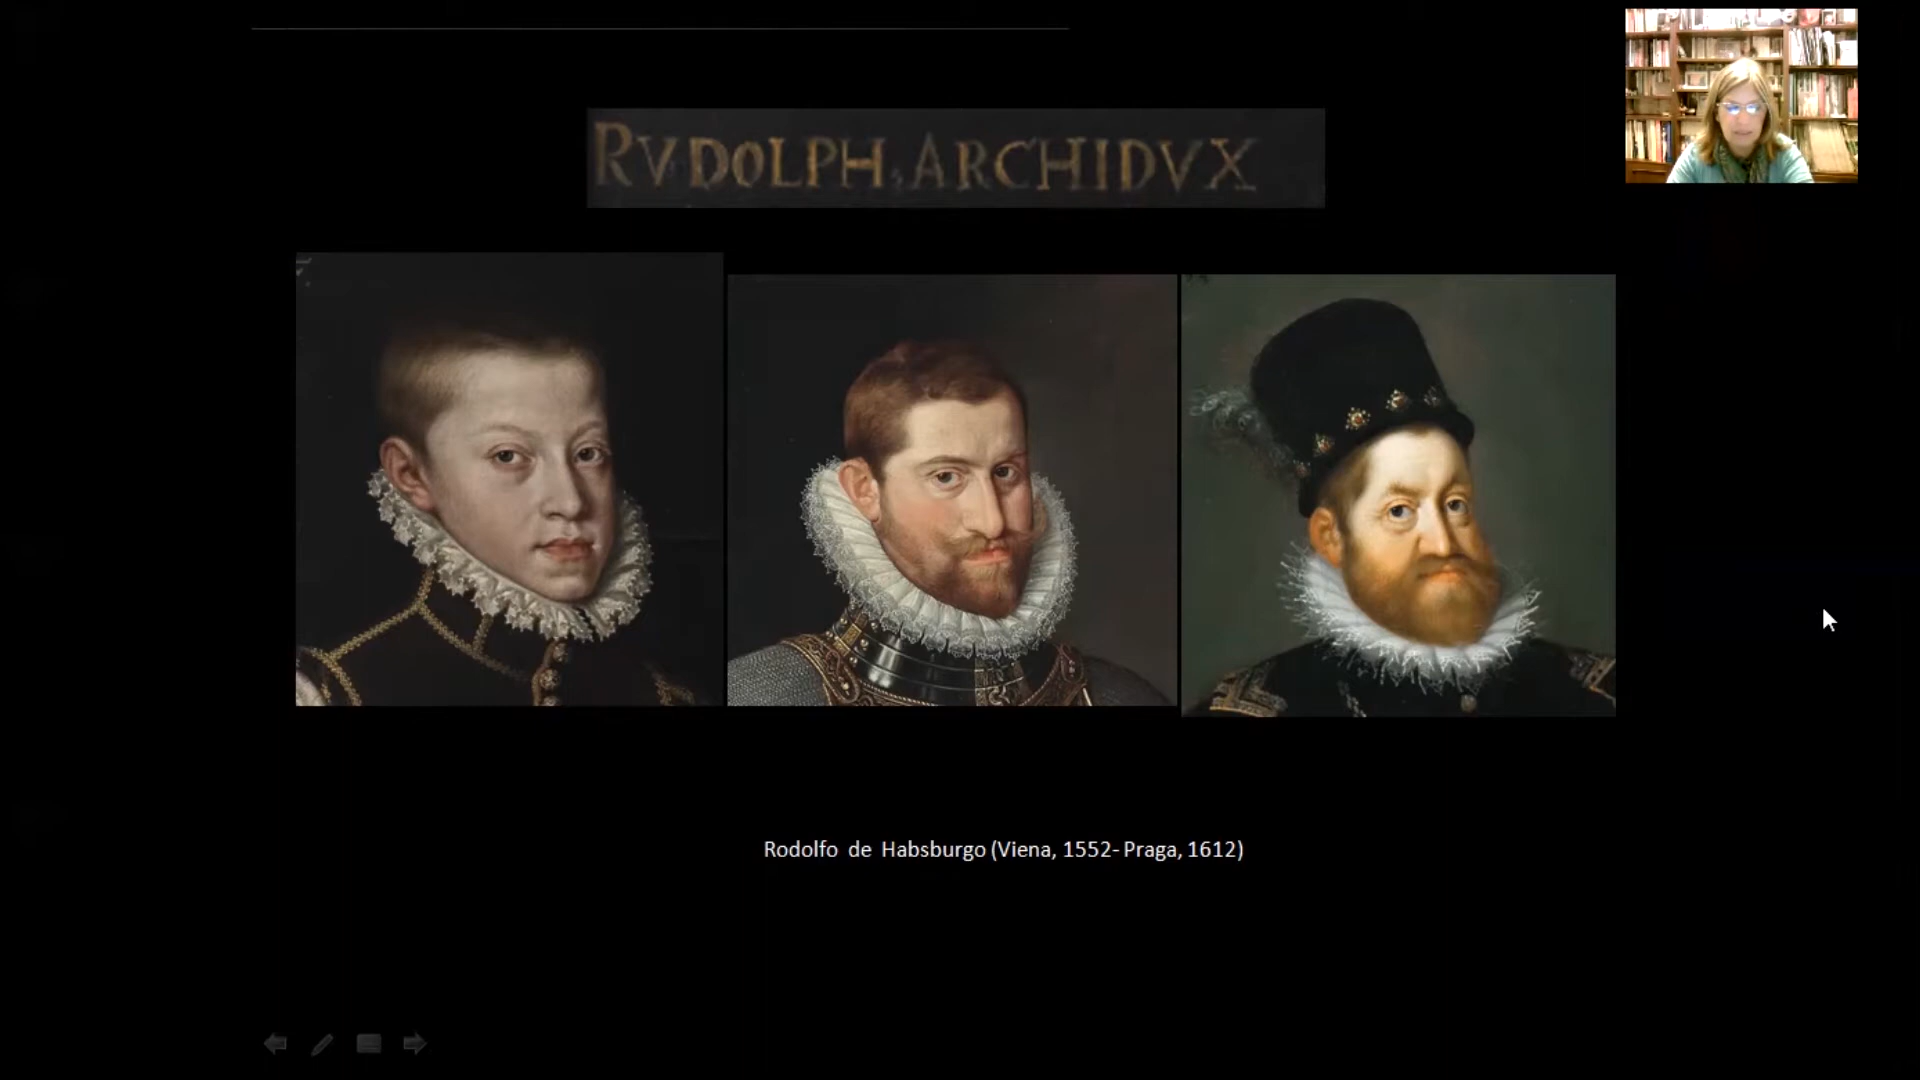 RVDOLPH. ARCHIDVX
Rodolfo de Habsburgo (Viena, 1552- Praga, 1612)